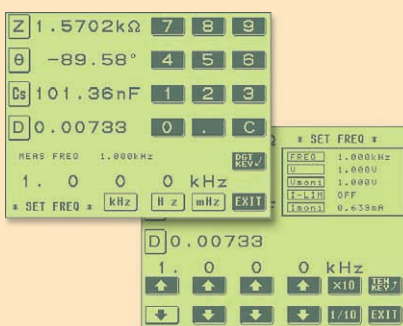 Z 1.5702kΩ 7 8 9
θ -89.58° 4 5 6
Cs 101.36nF 1 2 3
D 0.00733 0 . C
MEAS FREQ 1.000kHz DGT KEY
1. 0 0 0 kHz
* SET FREQ * kHz Hz mHz EXIT
* SET FREQ *
FREQ 1.000kHz
V 1.000V
Vmoni 1.000V
I-LIM OFF
Imoni 0.639mA
D 0.00733
1. 0 0 0 kHz
×10 TEN KEY
1/10 EXIT